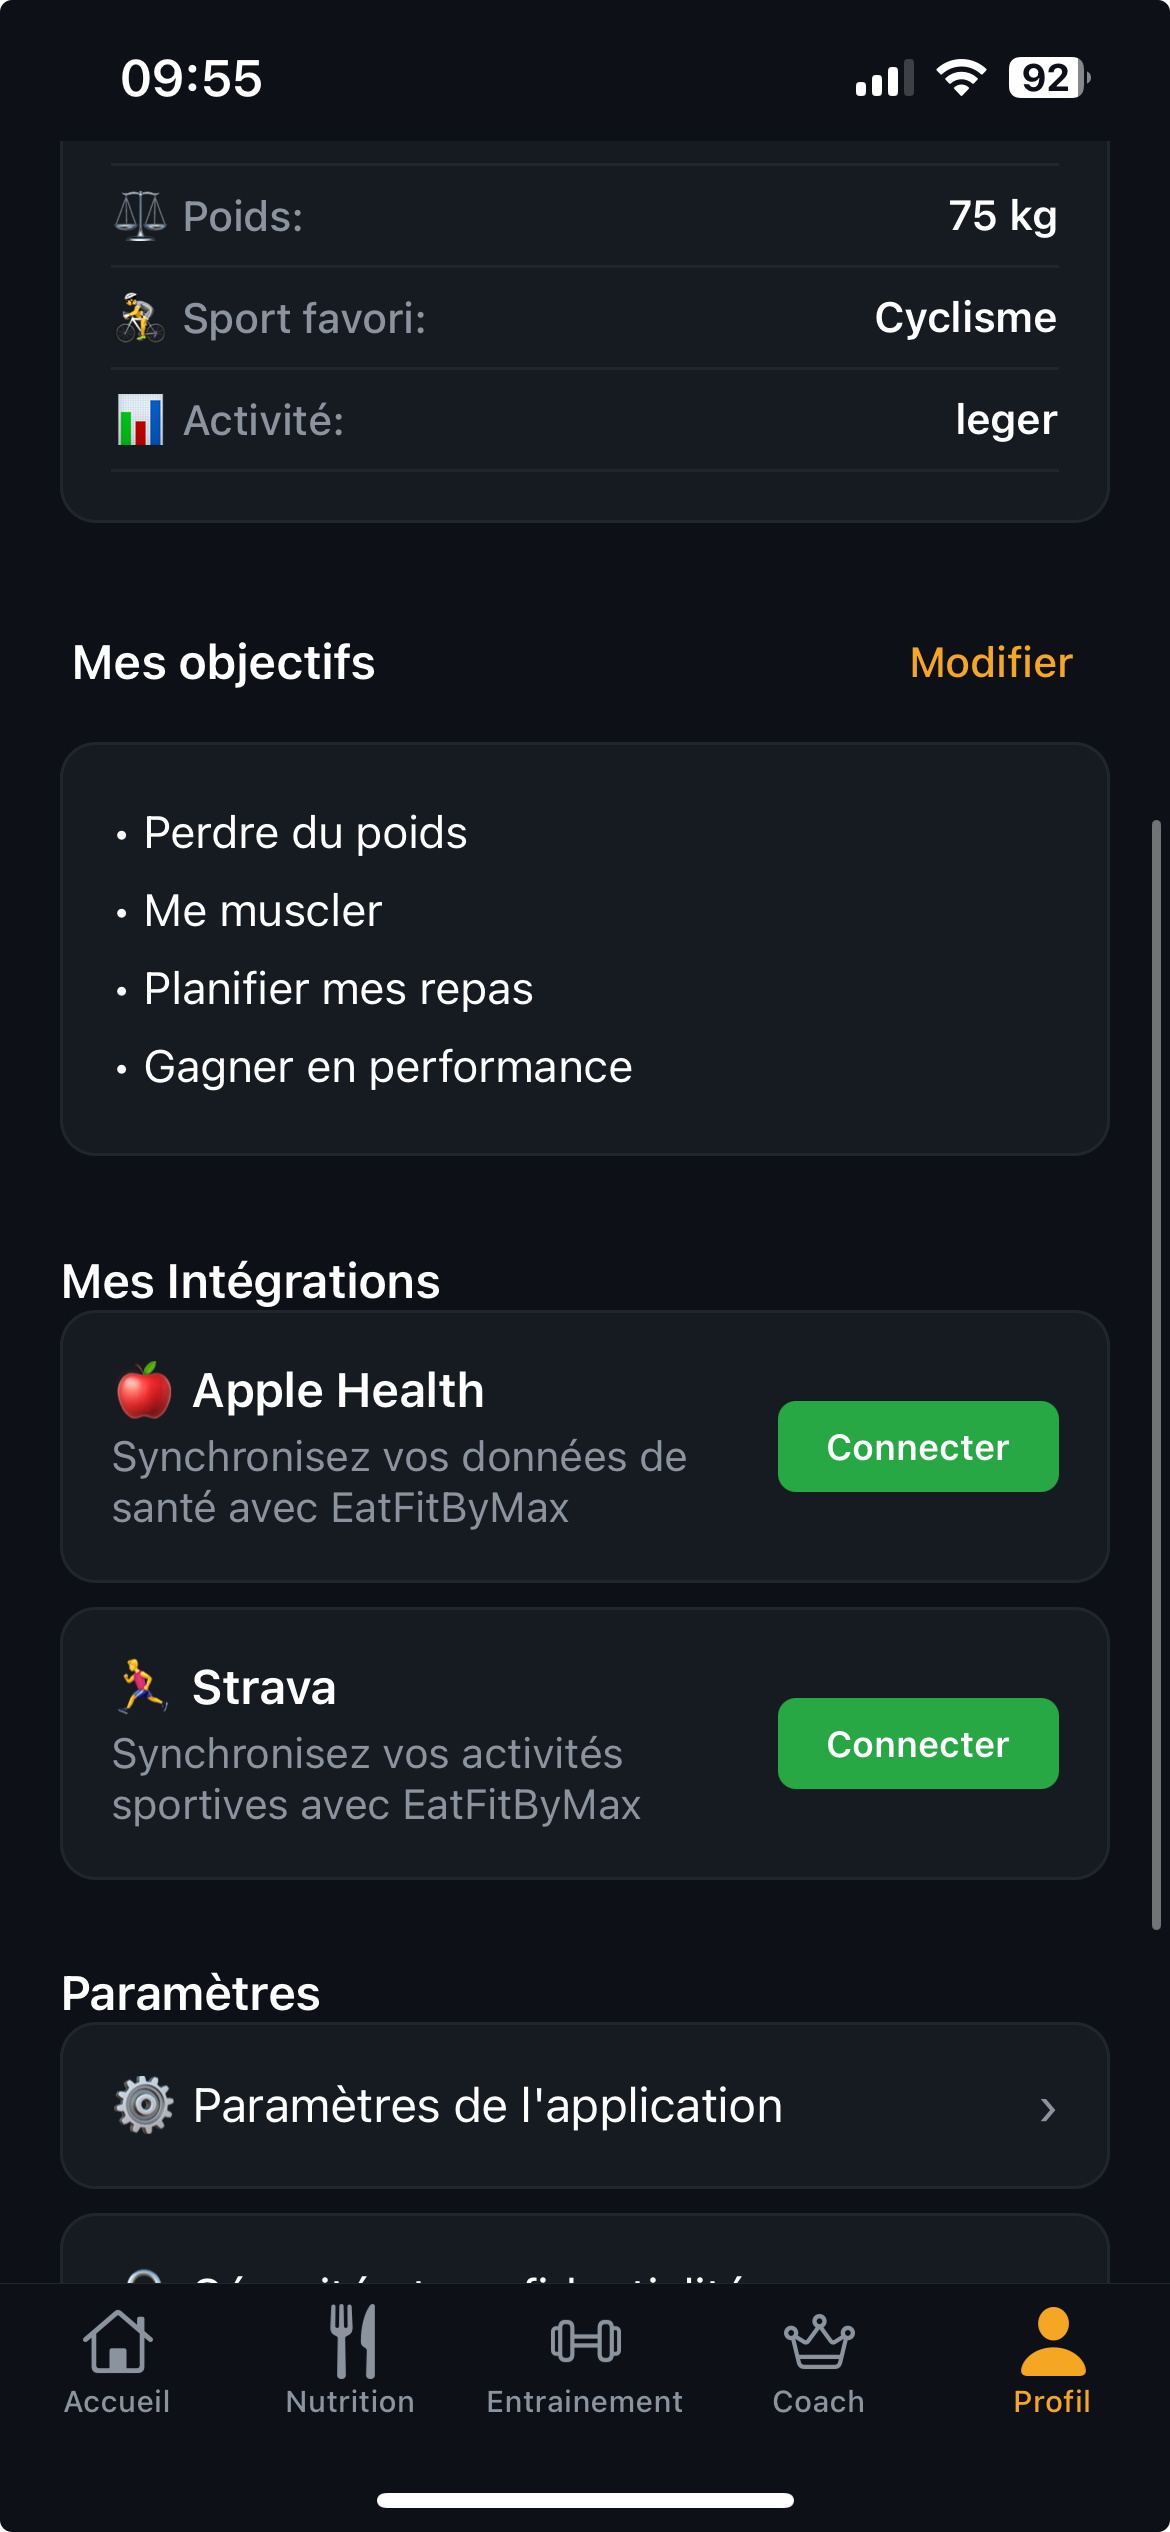 09:55
92
Poids:
75 kg
Sport favori:
Cyclisme
Activité:
leger
Mes objectifs
Modifier
• Perdre du poids
• Me muscler
• Planifier mes repas
• Gagner en performance
Mes Intégrations
Apple Health
Synchronisez vos données de
santé avec EatFitByMax
Connecter
Strava
Synchronisez vos activités
sportives avec EatFitByMax
Connecter
Paramètres
Paramètres de l'application
Accueil
Nutrition
Entrainement
Coach
Profil